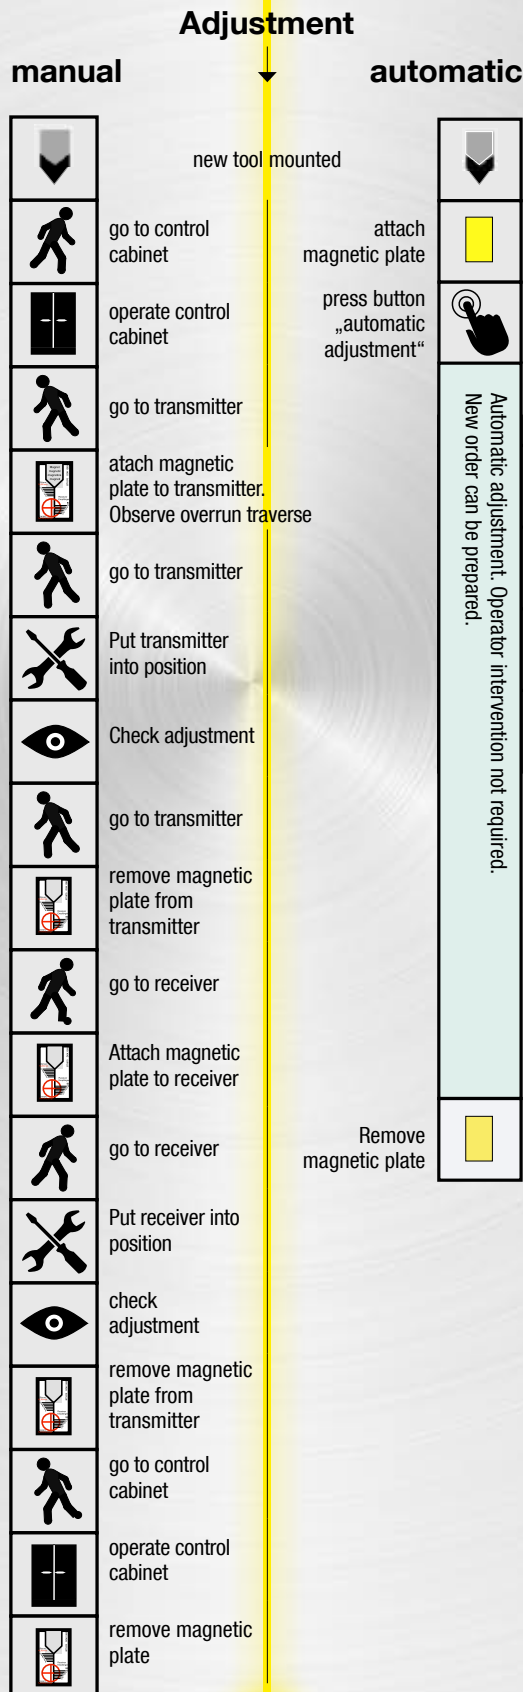 Adjustment
manual
automatic
new tool mounted
go to control
cabinet
operate control
cabinet
go to transmitter
atach magnetic
plate to transmitter.
Observe overrun traverse
go to transmitter
Put transmitter
into position
Check adjustment
go to transmitter
remove magnetic
plate from
transmitter
go to receiver
Attach magnetic
plate to receiver
go to receiver
Put receiver into
position
check
adjustment
remove magnetic
plate from
transmitter
go to control
cabinet
operate control
cabinet
remove magnetic
plate
attach
magnetic plate
press button
„automatic
adjustment“
Automatic adjustment. Operator intervention not required.
New order can be prepared.
Remove
magnetic plate